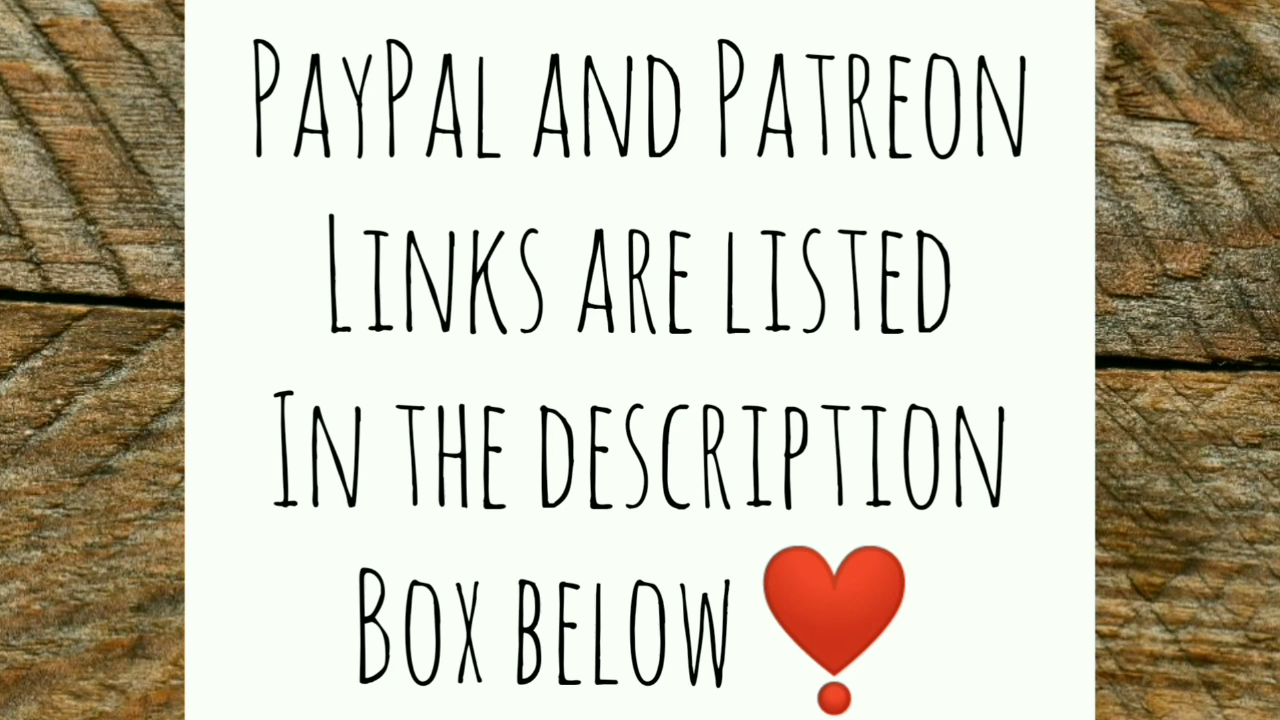 PayPal and Patreon
Links are listed
In the description
Box below ❣️